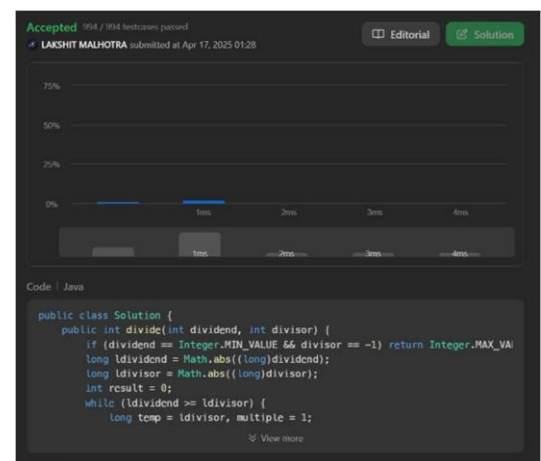 Accepted 994 / 994 testcases passed
LAKSHIT MALHOTRA submitted at Apr 17, 2025 01:28
Editorial
Solution
75%
50%
25%
0%
1ms 2ms 3ms 4ms
1ms 2ms 3ms 4ms
Code | Java
public class Solution {
public int divide(int dividend, int divisor) {
if (dividend == Integer.MIN_VALUE && divisor == -1) return Integer.MAX_VAL
long ldividend = Math.abs((long)dividend);
long ldivisor = Math.abs((long)divisor);
int result = 0;
while (ldividend >= ldivisor) {
long temp = ldivisor, multiple = 1;
View more